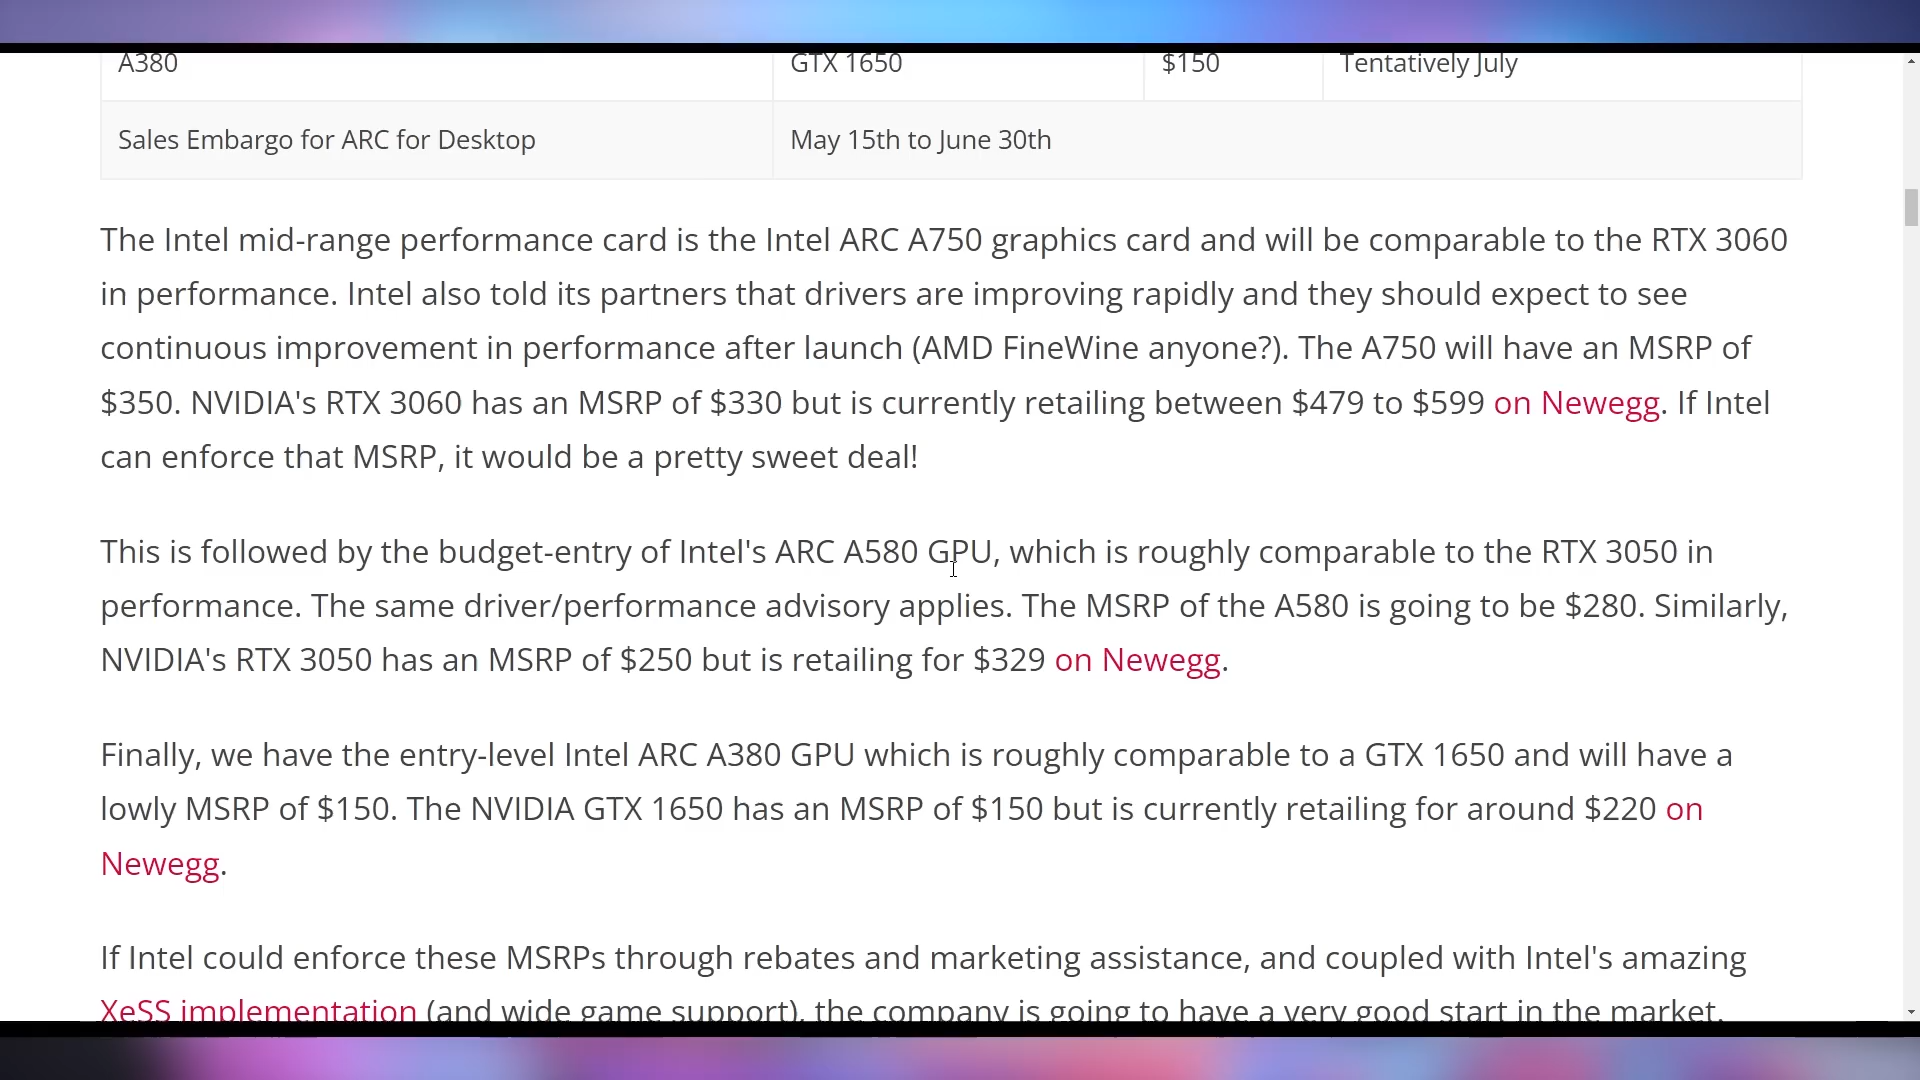 A380 GTX 1650 $150 Tentatively July
Sales Embargo for ARC for Desktop May 15th to June 30th
The Intel mid-range performance card is the Intel ARC A750 graphics card and will be comparable to the RTX 3060
in performance. Intel also told its partners that drivers are improving rapidly and they should expect to see
continuous improvement in performance after launch (AMD FineWine anyone?). The A750 will have an MSRP of
$350. NVIDIA's RTX 3060 has an MSRP of $330 but is currently retailing between $479 to $599 on Newegg. If Intel
can enforce that MSRP, it would be a pretty sweet deal!
This is followed by the budget-entry of Intel's ARC A580 GPU, which is roughly comparable to the RTX 3050 in
performance. The same driver/performance advisory applies. The MSRP of the A580 is going to be $280. Similarly,
NVIDIA's RTX 3050 has an MSRP of $250 but is retailing for $329 on Newegg.
Finally, we have the entry-level Intel ARC A380 GPU which is roughly comparable to a GTX 1650 and will have a
lowly MSRP of $150. The NVIDIA GTX 1650 has an MSRP of $150 but is currently retailing for around $220 on
Newegg.
If Intel could enforce these MSRPs through rebates and marketing assistance, and coupled with Intel's amazing
XeSS implementation (and wide game support), the company is going to have a very good start in the market.